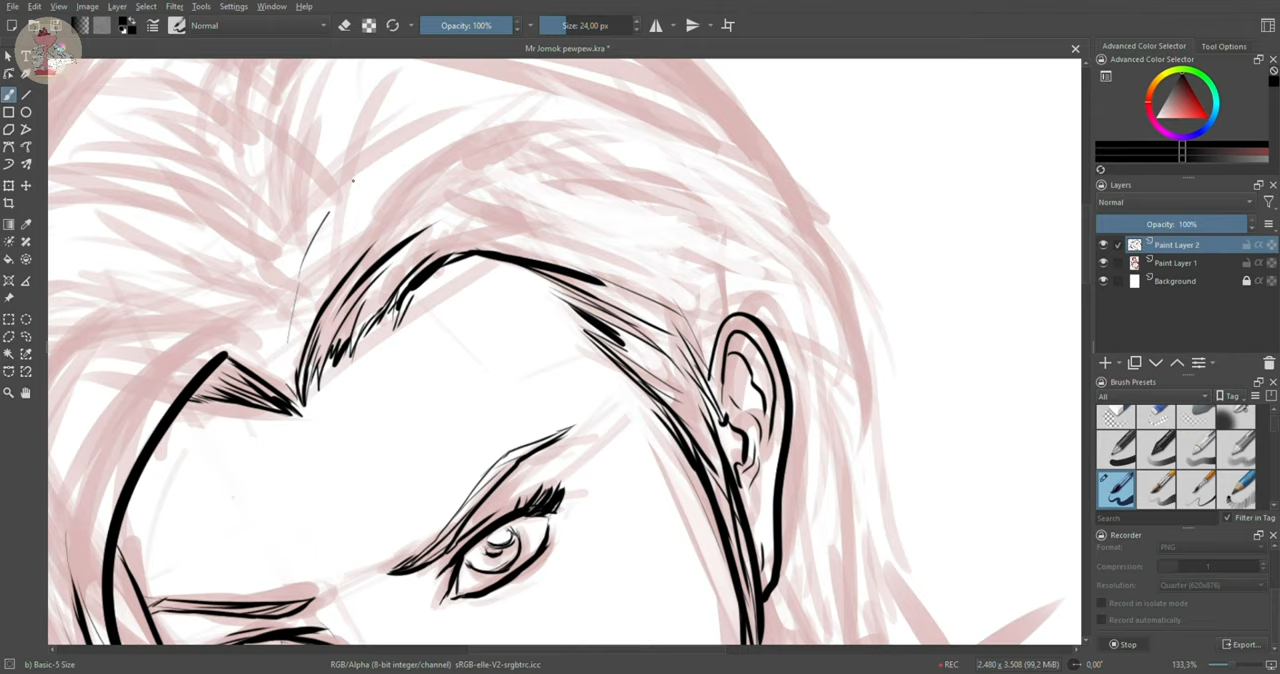 File Edit View Image Layer Select Filter Tools Settings Window Help
Normal
Opacity: 100%
Size: 24,00 px
Mr Jomok pewpew.kra *
Advanced Color Selector Tool Options
Advanced Color Selector
Layers
Normal
Opacity: 100%
Paint Layer 2
Paint Layer 1
Background
Brush Presets
All
Tag
Search
Filter in Tag
Recorder
Format: PNG
Compression: 1
Resolution: Quarter (620x876)
Record in isolate mode
Record automatically
Stop
Export...
b) Basic-5 Size
RGB/Alpha (8-bit integer/channel) sRGB-elle-V2-srgbtrc.icc
REC
2.480 x 3.508 (99,2 MiB)
0,00°
133,3%